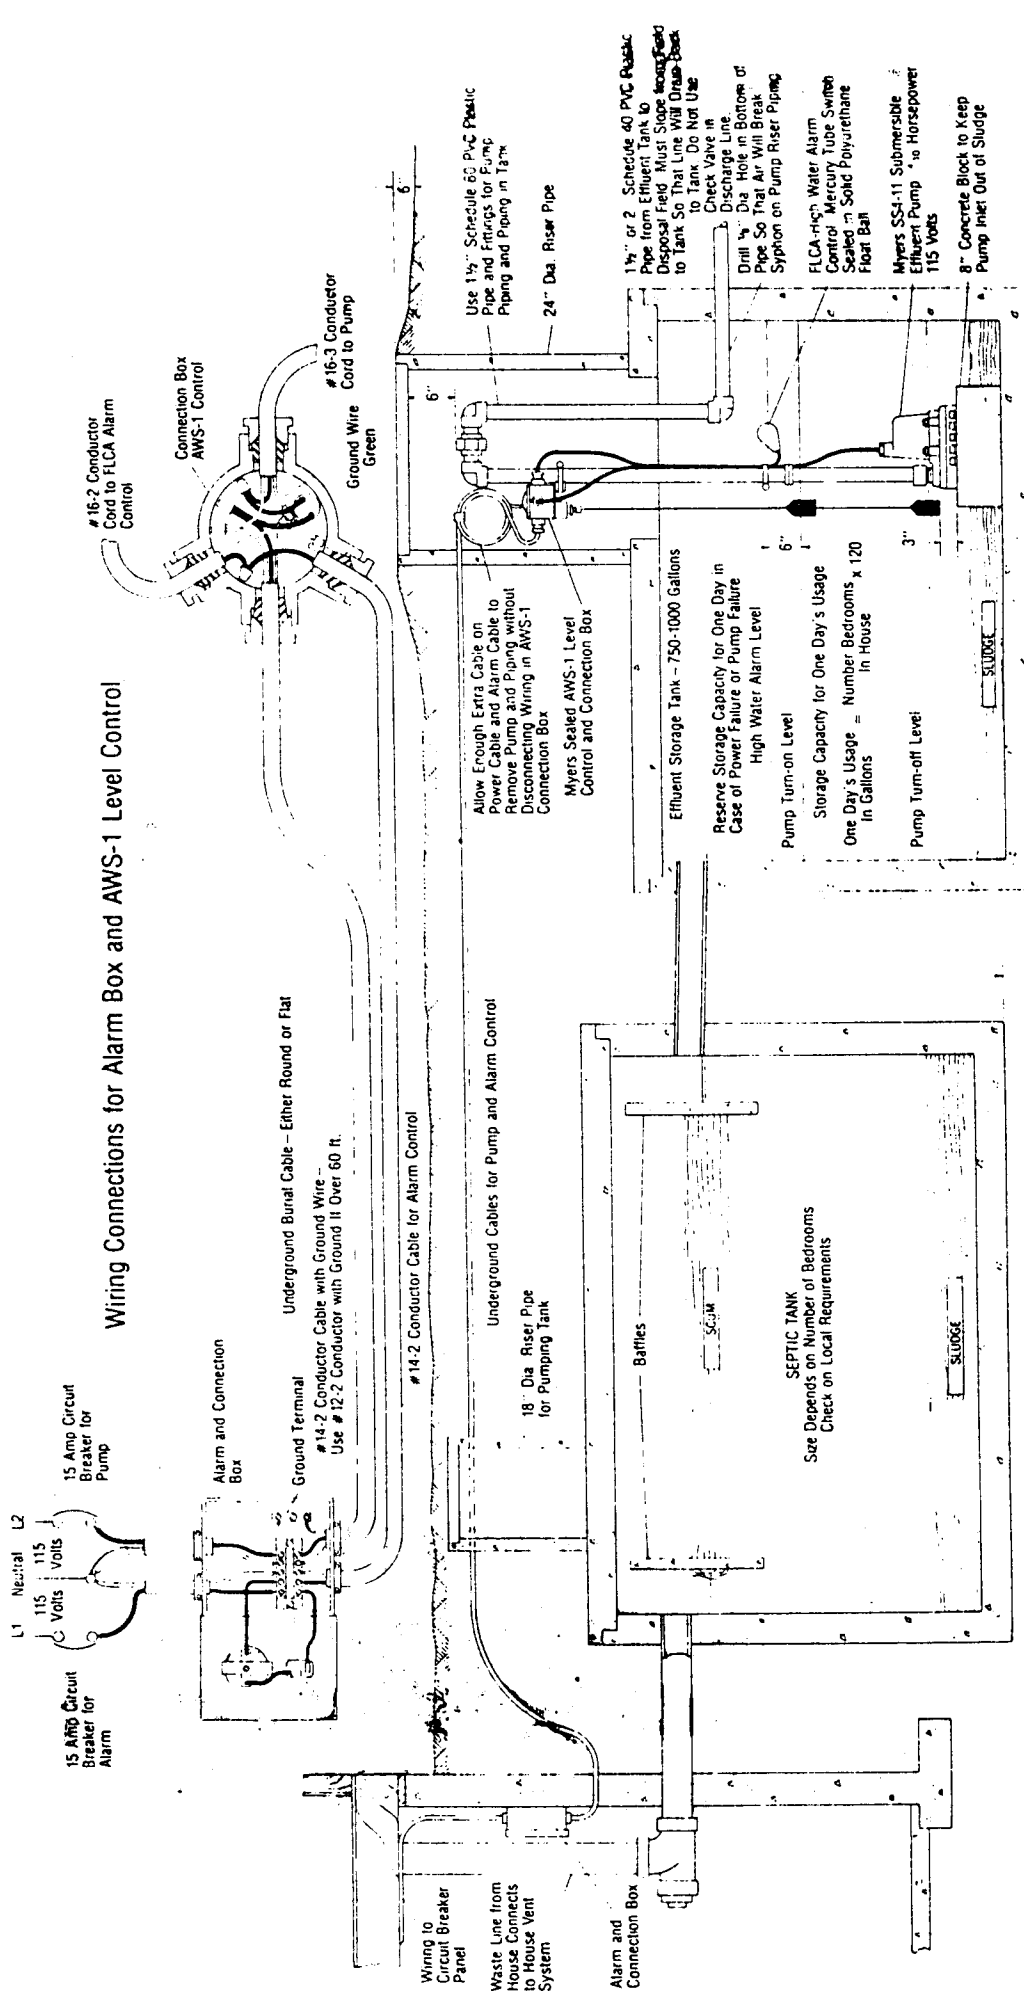 Wiring Connections for Alarm Box and AWS-1 Level Control
L1 Neutral L2
115
Volts
115
Volts
15 Amp Circuit
Breaker for
Alarm
15 Amp Circuit
Breaker for
Pump
Alarm and Connection
Box
Ground Terminal
Underground Burial Cable – Either Round or Flat
#14-2 Conductor Cable with Ground Wire –
Use #12-2 Conductor with Ground If Over 60 ft.
#14-2 Conductor Cable for Alarm Control
#16-2 Conductor
Cord to FLCA Alarm
Control
Connection Box
AWS-1 Control
#16-3 Conductor
Cord to Pump
Ground Wire
Green
6"
6"
Wiring to
Circuit Breaker
Panel
Waste Line from
House Connects
to House Vent
System
Alarm and
Connection Box
Underground Cables for Pump and Alarm Control
18" Dia Riser Pipe
for Pumping Tank
Baffles
SCUM
SEPTIC TANK
Size Depends on Number of Bedrooms
Check on Local Requirements
SLUDGE
Allow Enough Extra Cable on
Power Cable and Alarm Cable to
Remove Pump and Piping without
Disconnecting Wiring in AWS-1
Connection Box
Myers Sealed AWS-1 Level
Control and Connection Box
Effluent Storage Tank – 750-1000 Gallons
Reserve Storage Capacity for One Day in
Case of Power Failure or Pump Failure
High Water Alarm Level
6"
Pump Turn-on Level
Storage Capacity for One Day's Usage
One Day's Usage = Number Bedrooms x 120
In Gallons In House
3"
Pump Turn-off Level
SLUDGE
Use 1½" Schedule 60 PVC Plastic
Pipe and Fittings for Pump
Piping and Piping in Tank
24" Dia. Riser Pipe
1½" or 2 Schedule 40 PVC Plastic
Pipe from Effluent Tank to
Disposal Field Must Slope from Field
to Tank So That Line Will Drain Back
to Tank Do Not Use
Check Valve in
Discharge Line.
Drill Dia Hole in Bottom of
Pipe So That Air Will Break
Syphon on Pump Riser Piping
FLCA-High Water Alarm
Control Mercury Tube Switch
Sealed in Solid Polyurethane
Float Ball
Myers SS4-11 Submersible
Effluent Pump Horsepower
115 Volts
8" Concrete Block to Keep
Pump Inlet Out of Sludge